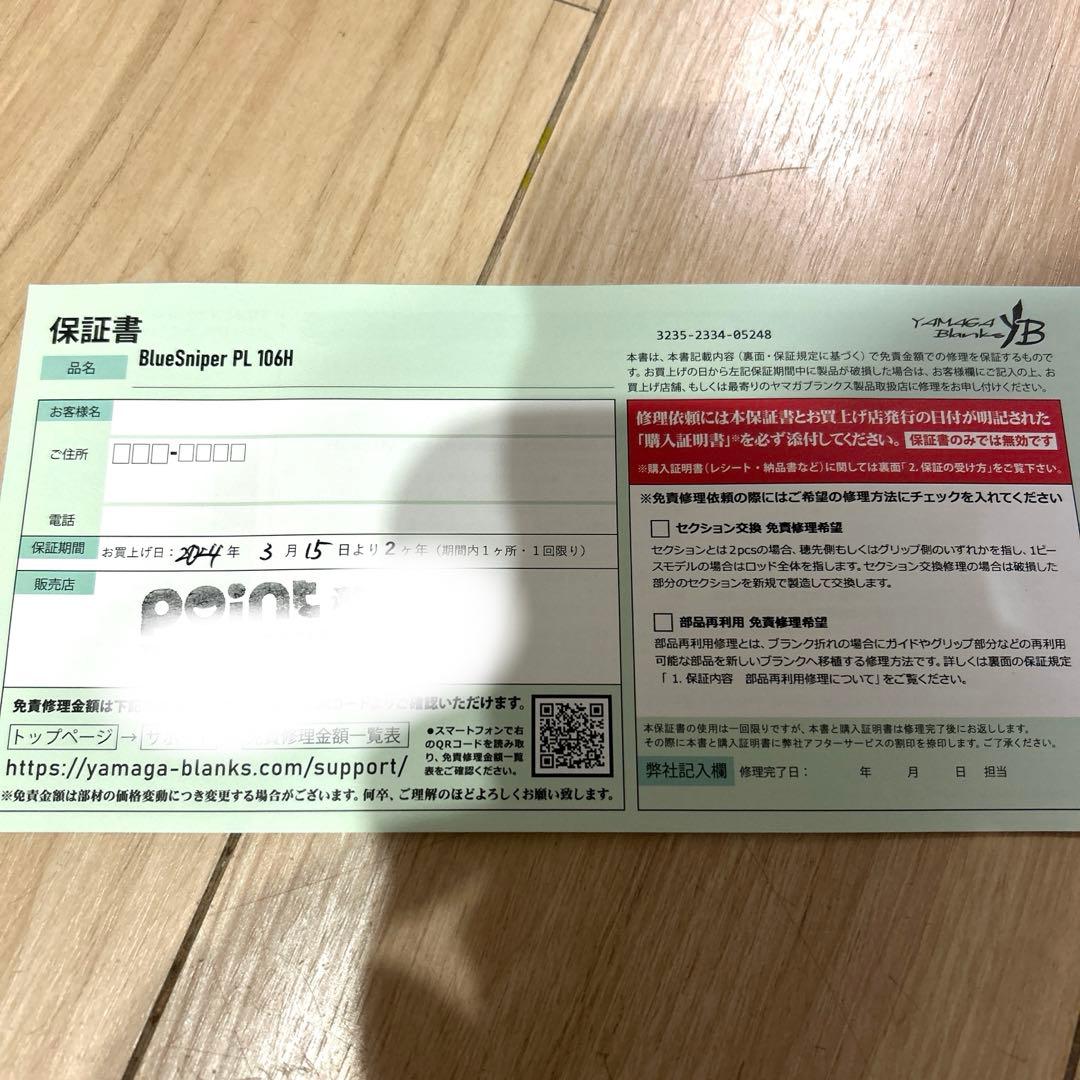 保証書
品名
BlueSniper PL 106H
お客様名
ご住所
□□□-□□□□
電話
保証期間
お買上げ日：2024年 3月15日より2ヶ年（期間内1ヶ所・1回限り）
販売店
point
免責修理金額は下記
よりご確認いただけます。
トップページ→サポ
免責修理金額一覧表
https://yamaga-blanks.com/support/
●スマートフォンで右
のQRコードを読み取
り、免責修理金額一覧
表をご確認ください。
※免責金額は部材の価格変動につき変更する場合がございます。何卒、ご理解のほどよろしくお願い致します。
3235-2334-05248
YAMAGA
Blanks
YB
本書は、本書記載内容（裏面・保証規定に基づく）で免責金額での修理を保証するもので
す。お買上げの日から左記保証期間中に製品が破損した場合は、お客様欄にご記入の上、お
買上げ店舗、もしくは最寄りのヤマガブランクス製品取扱店に修理をお申し付けください。
修理依頼には本保証書とお買上げ店発行の日付が明記された
「購入証明書」※を必ず添付してください。保証書のみでは無効です
※購入証明書（レシート・納品書など）に関しては裏面「2.保証の受け方」をご覧下さい。
※免責修理依頼の際にはご希望の修理方法にチェックを入れてください
□ セクション交換 免責修理希望
セクションとは2pcsの場合、穂先側もしくはグリップ側のいずれかを指し、1ピー
スモデルの場合はロッド全体を指します。セクション交換修理の場合は破損した
部分のセクションを新規で製造して交換します。
□ 部品再利用 免責修理希望
部品再利用修理とは、ブランク折れの場合にガイドやグリップ部分などの再利用
可能な部品を新しいブランクへ移植する修理方法です。詳しくは裏面の保証規定
「1.保証内容 部品再利用修理について」をご覧ください。
本保証書の使用は一回限りですが、本書と購入証明書は修理完了後にお返しします。
その際に本書と購入証明書に弊社アフターサービスの割印を捺印します。ご了承ください。
弊社記入欄
修理完了日： 年 月 日 担当